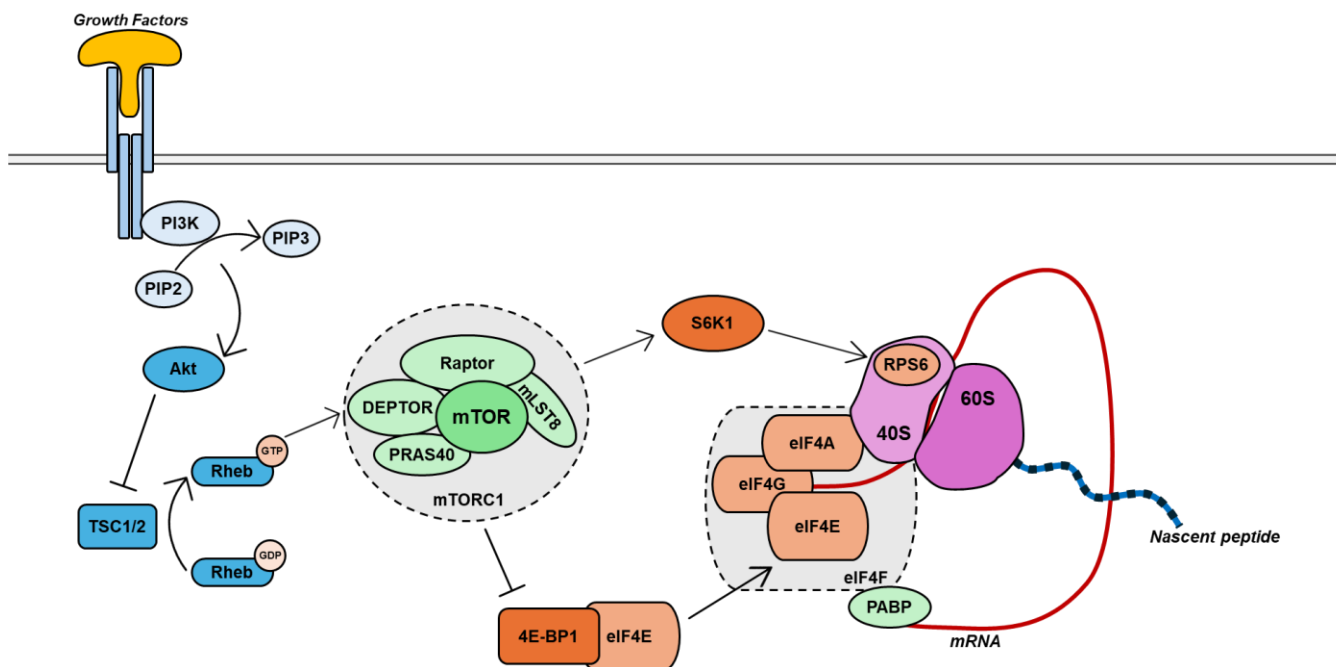 Growth Factors
PI3K
PIP3
PIP2
Akt
TSC1/2
Rheb
GTP
Rheb
GDP
Raptor
DEPTOR
mTOR
mLST8
PRAS40
mTORC1
S6K1
4E-BP1
eIF4E
RPS6
40S
60S
eIF4A
eIF4G
eIF4E
eIF4F
PABP
mRNA
Nascent peptide